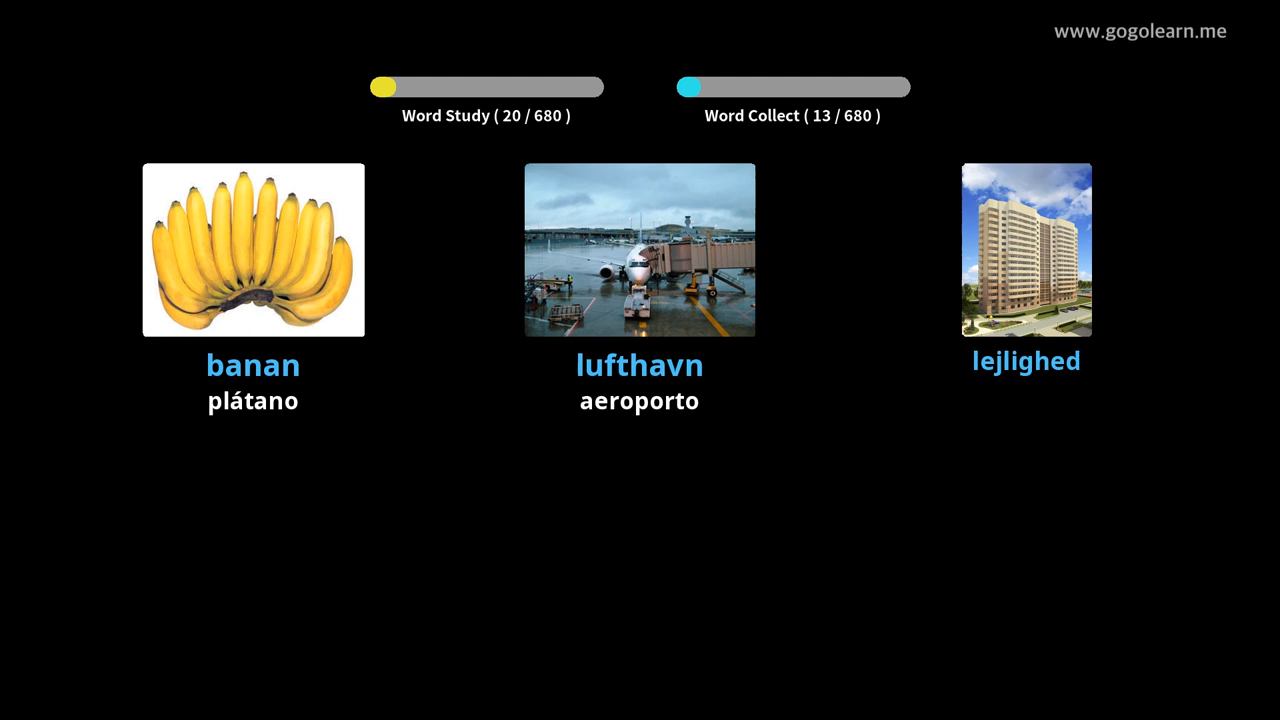 www.gogolearn.me
Word Study ( 20 / 680 )
Word Collect ( 13 / 680 )
banan
plátano
lufthavn
aeroporto
lejlighed